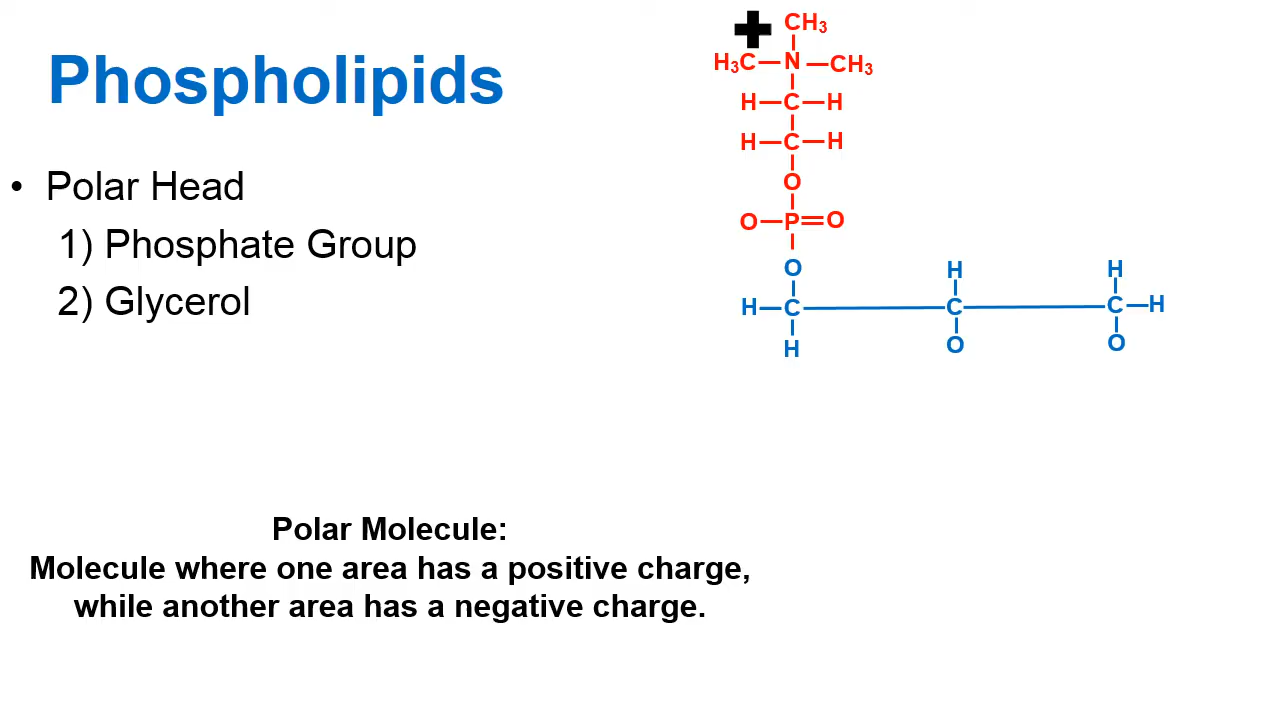 Phospholipids
• Polar Head
1) Phosphate Group
2) Glycerol
CH₃
H₃C N CH₃
H C H
H C H
O
O P O
O H H
H C C C H
H O O
Polar Molecule:
Molecule where one area has a positive charge,
while another area has a negative charge.